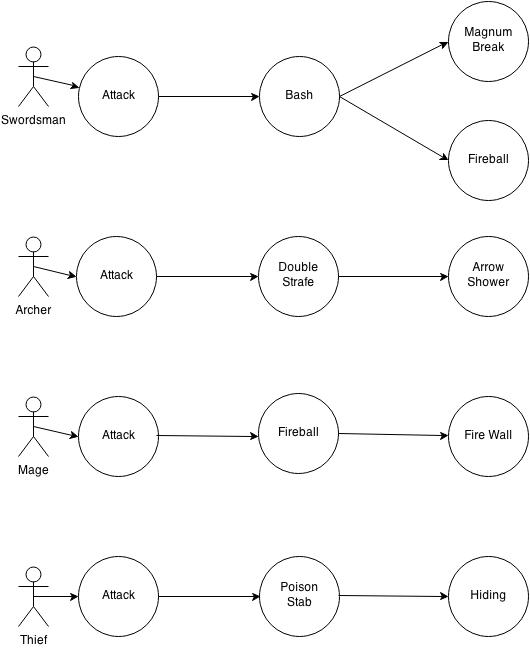 Magnum
Break
Attack
Bash
Swordsman
Fireball
Attack
Double
Strafe
Arrow
Shower
Archer
Attack
Fireball
Fire Wall
Mage
Attack
Poison
Stab
Hiding
Thief